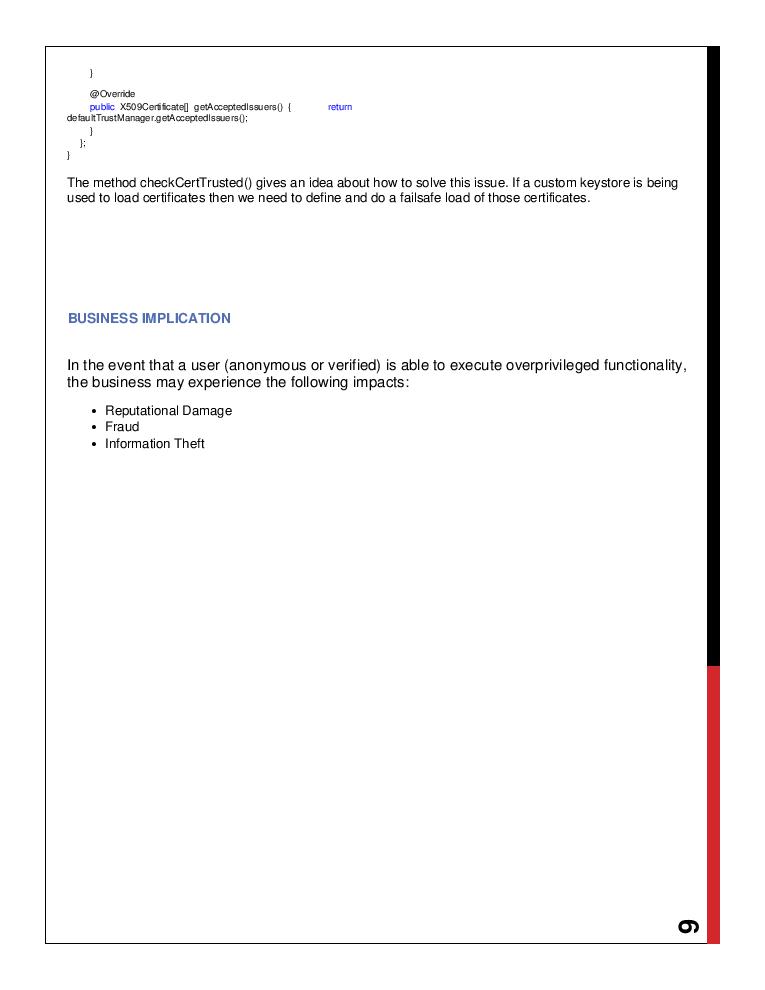 }
@Override
public X509Certificate[] getAcceptedIssuers() { return
defaultTrustManager.getAcceptedIssuers();
}
};
}
The method checkCertTrusted() gives an idea about how to solve this issue. If a custom keystore is being
used to load certificates then we need to define and do a failsafe load of those certificates.
BUSINESS IMPLICATION
In the event that a user (anonymous or verified) is able to execute overprivileged functionality,
the business may experience the following impacts:
• Reputational Damage
• Fraud
• Information Theft
9